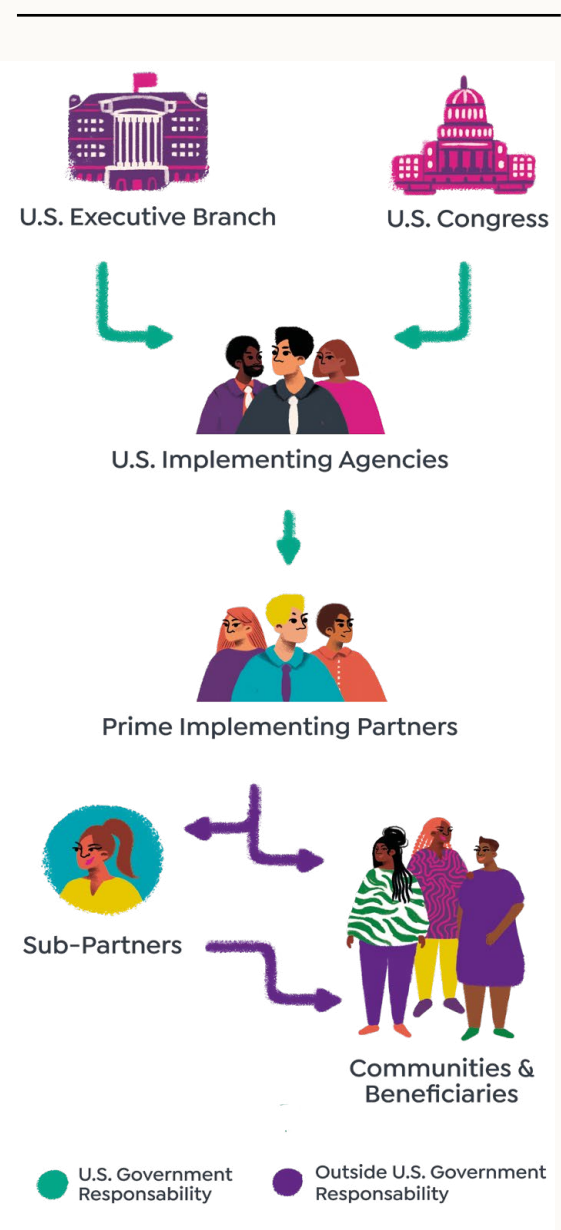 U.S. Executive Branch
U.S. Congress
U.S. Implementing Agencies
Prime Implementing Partners
Sub-Partners
Communities &
Beneficiaries
U.S. Government
Responsability
Outside U.S. Government
Responsability